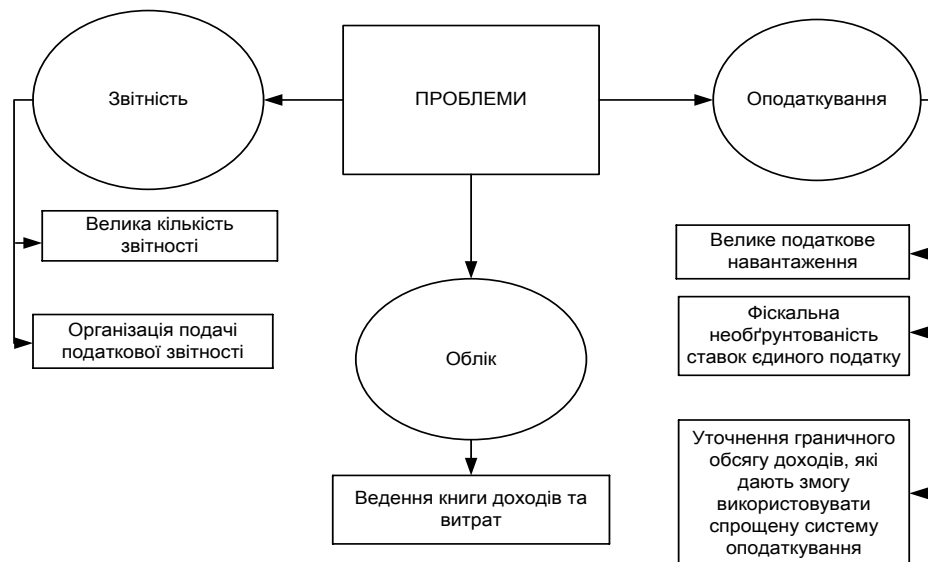 Звітність
ПРОБЛЕМИ
Оподаткування
Велика кількість
звітності
Організація подачі
податкової звітності
Облік
Ведення книги доходів та
витрат
Велике податкове
навантаження
Фіскальна
необґрунтованість
ставок єдиного податку
Уточнення граничного
обсягу доходів, які
дають змогу
використовувати
спрощену систему
оподаткування